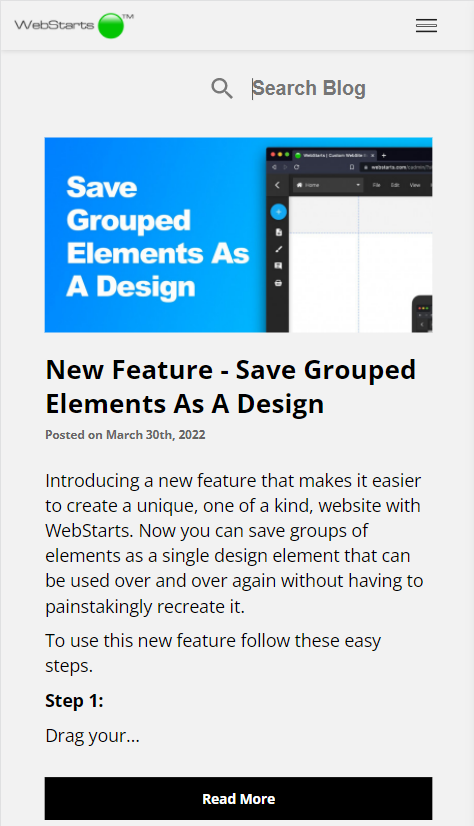 WebStarts™
Search Blog
Save
Grouped
Elements As
A Design
WebStarts | Custom Website
webstarts.com/
Home
File
Edit
View
New Feature - Save Grouped
Elements As A Design
Posted on March 30th, 2022
Introducing a new feature that makes it easier
to create a unique, one of a kind, website with
WebStarts. Now you can save groups of
elements as a single design element that can
be used over and over again without having to
painstakingly recreate it.
To use this new feature follow these easy
steps.
Step 1:
Drag your...
Read More